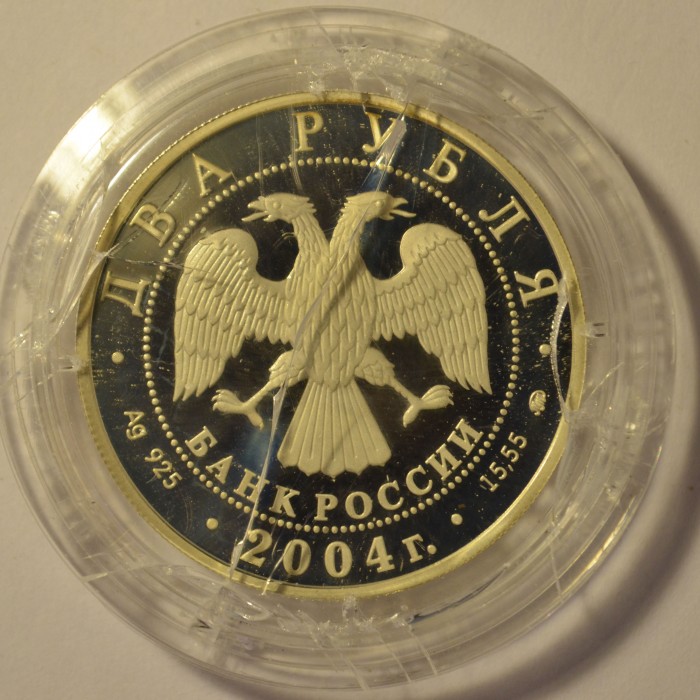 ДВА РУБЛЯ
БАНК РОССИИ
Ag 925
15,55
2004 г.